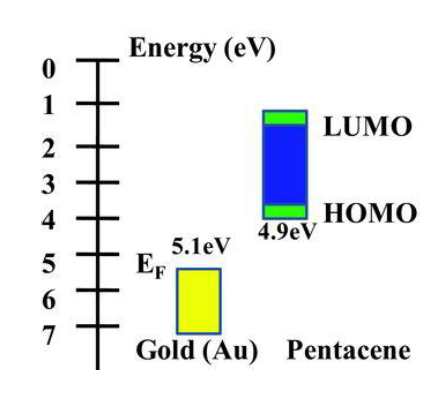 Energy (eV)
0
1
2
3
4
5
6
7
LUMO
HOMO
4.9eV
5.1eV
E_F
Gold (Au)
Pentacene